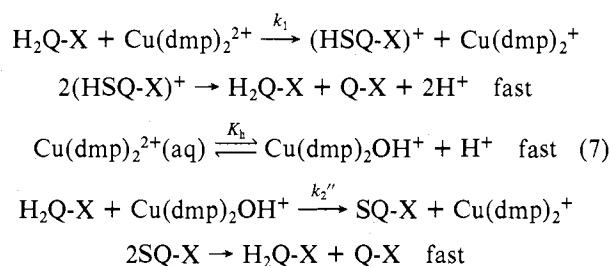 H₂Q-X + Cu(dmp)₂²⁺ —k₁→ (HSQ-X)⁺ + Cu(dmp)₂⁺
2(HSQ-X)⁺ → H₂Q-X + Q-X + 2H⁺ fast
Cu(dmp)₂²⁺(aq) ⇌Kₕ Cu(dmp)₂OH⁺ + H⁺ fast (7)
H₂Q-X + Cu(dmp)₂OH⁺ —k₂''→ SQ-X + Cu(dmp)₂⁺
2SQ-X → H₂Q-X + Q-X fast